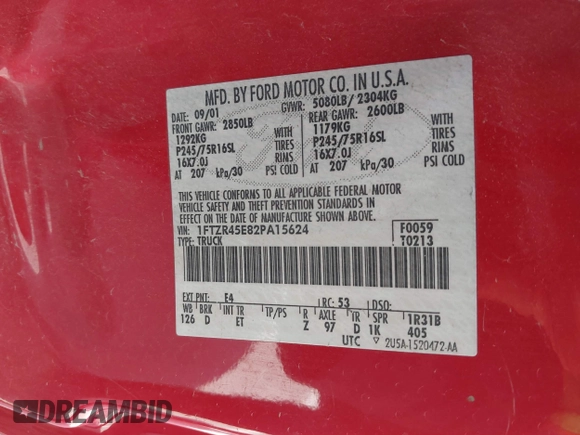 MFD. BY FORD MOTOR CO. IN U.S.A.
DATE: 09/01 GVWR: 5080LB/ 2304KG
FRONT GAWR: 2850LB REAR GAWR: 2600LB
1292KG WITH 1179KG WITH
P245/75R16SL TIRES P245/75R16SL TIRES
16X7.0J RIMS 16X7.0J RIMS
AT 207 kPa/30 PSI COLD AT 207 kPa/30 PSI COLD
THIS VEHICLE CONFORMS TO ALL APPLICABLE FEDERAL MOTOR
VEHICLE SAFETY AND THEFT PREVENTION STANDARDS IN
EFFECT ON THE DATE OF MANUFACTURE SHOWN ABOVE.
VIN: 1FTZR45E82PA15624 F0059
TYPE: TRUCK T0213
EXT PNT: E4 RC: 53 DSO:
WB BRK INT TR TP/PS R AXLE TR SPR 1R31B
126 D ET Z 97 D 1K 405
UTC ▽ 2U5A-1520472-AA
DREAMBID